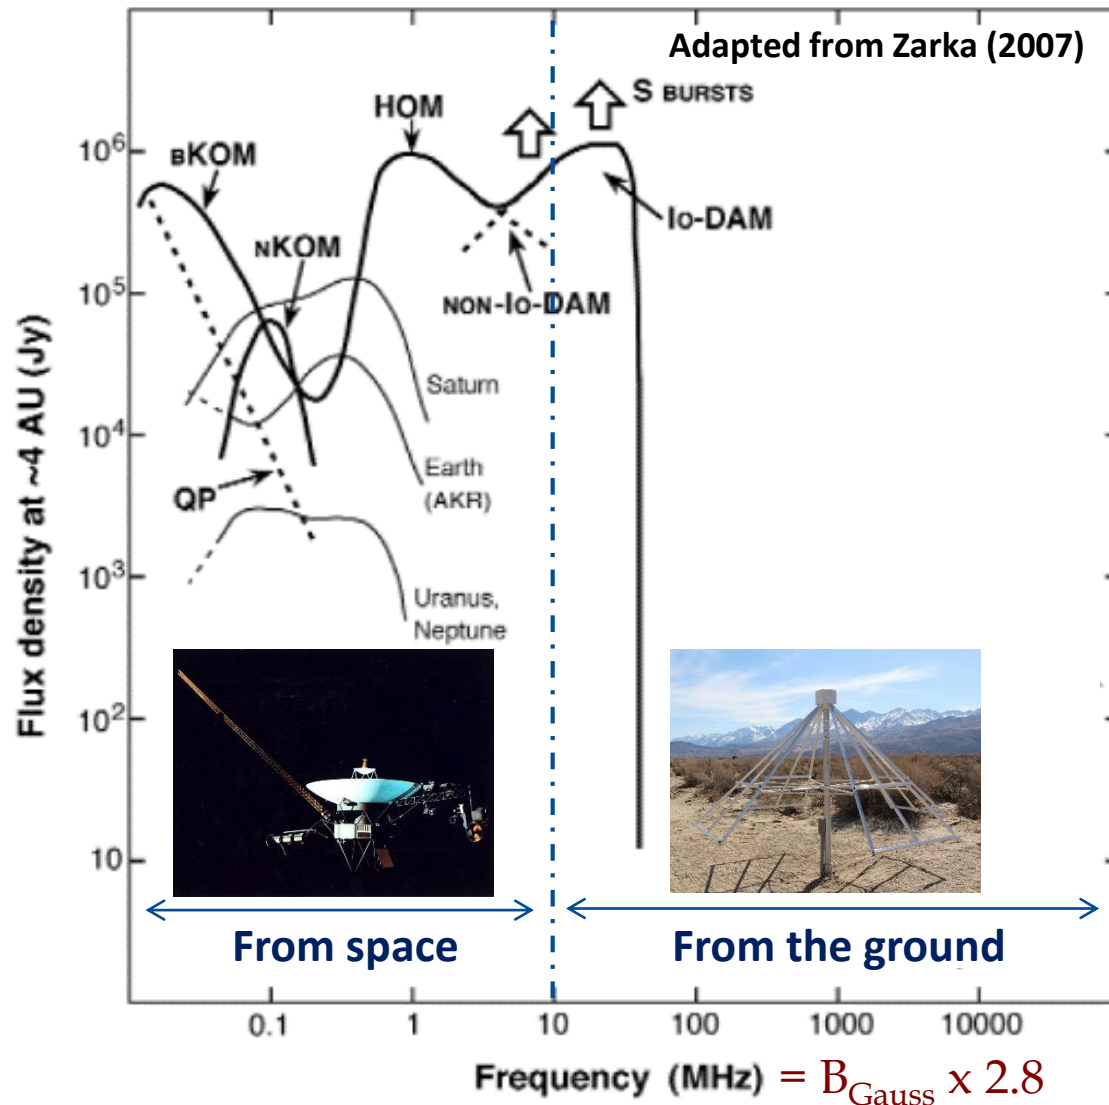 Adapted from Zarka (2007)
S BURSTS
HOM
10⁶
BKOM
Io-DAM
NKOM
10⁵
NON-Io-DAM
Saturn
10⁴
Earth
(AKR)
QP
10³
Uranus,
Neptune
10²
10
Flux density at ~4 AU (Jy)
From space
From the ground
0.1 1 10 100 1000 10000
Frequency (MHz) = B_Gauss x 2.8